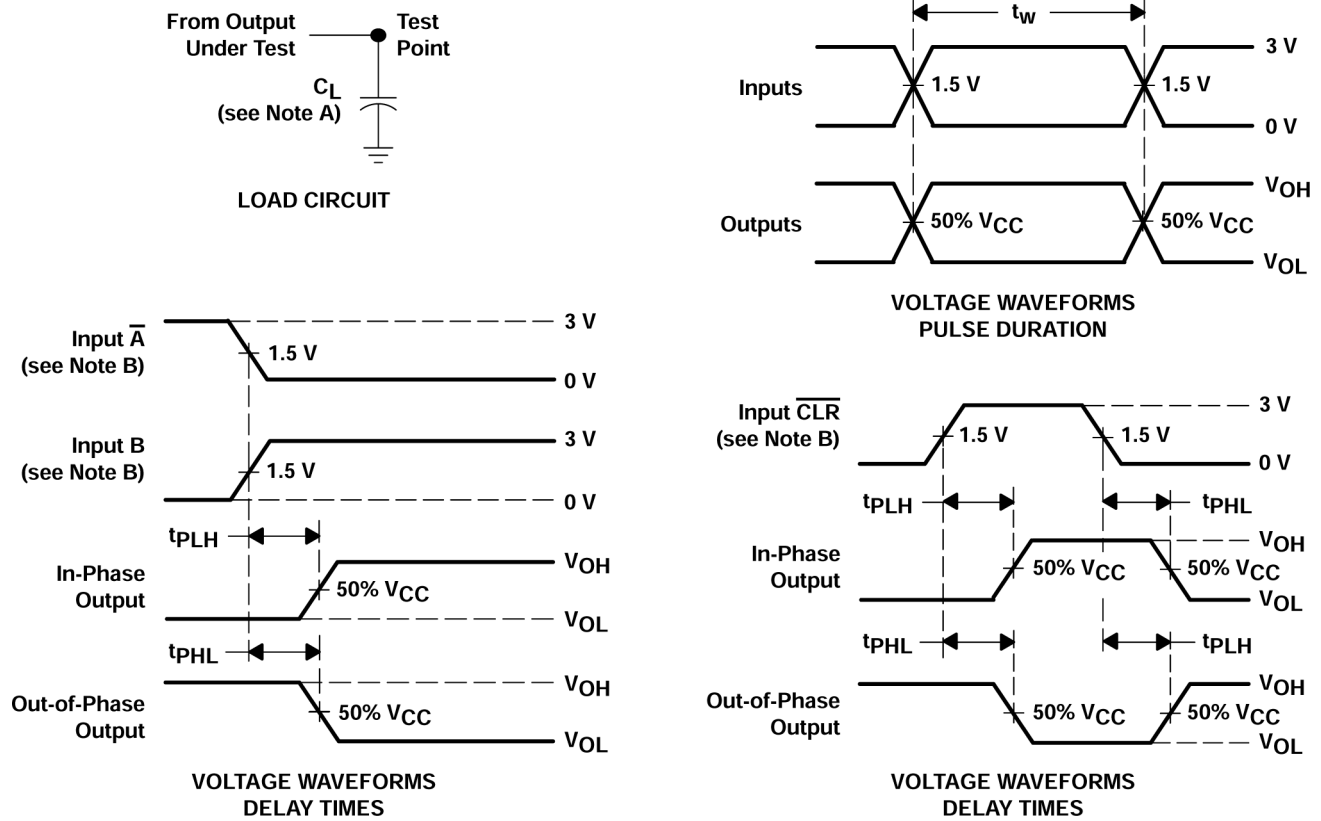 From Output
Under Test
Test
Point
CL
(see Note A)
LOAD CIRCUIT
tw
Inputs
1.5 V
1.5 V
3 V
0 V
Outputs
50% VCC
50% VCC
VOH
VOL
VOLTAGE WAVEFORMS
PULSE DURATION
Input A̅
(see Note B)
1.5 V
3 V
0 V
Input B
(see Note B)
1.5 V
3 V
0 V
tPLH
In-Phase
Output
50% VCC
VOH
VOL
tPHL
Out-of-Phase
Output
50% VCC
VOH
VOL
VOLTAGE WAVEFORMS
DELAY TIMES
Input C̅L̅R̅
(see Note B)
1.5 V
1.5 V
3 V
0 V
tPLH
tPHL
In-Phase
Output
50% VCC
50% VCC
VOH
VOL
tPHL
tPLH
Out-of-Phase
Output
50% VCC
50% VCC
VOH
VOL
VOLTAGE WAVEFORMS
DELAY TIMES